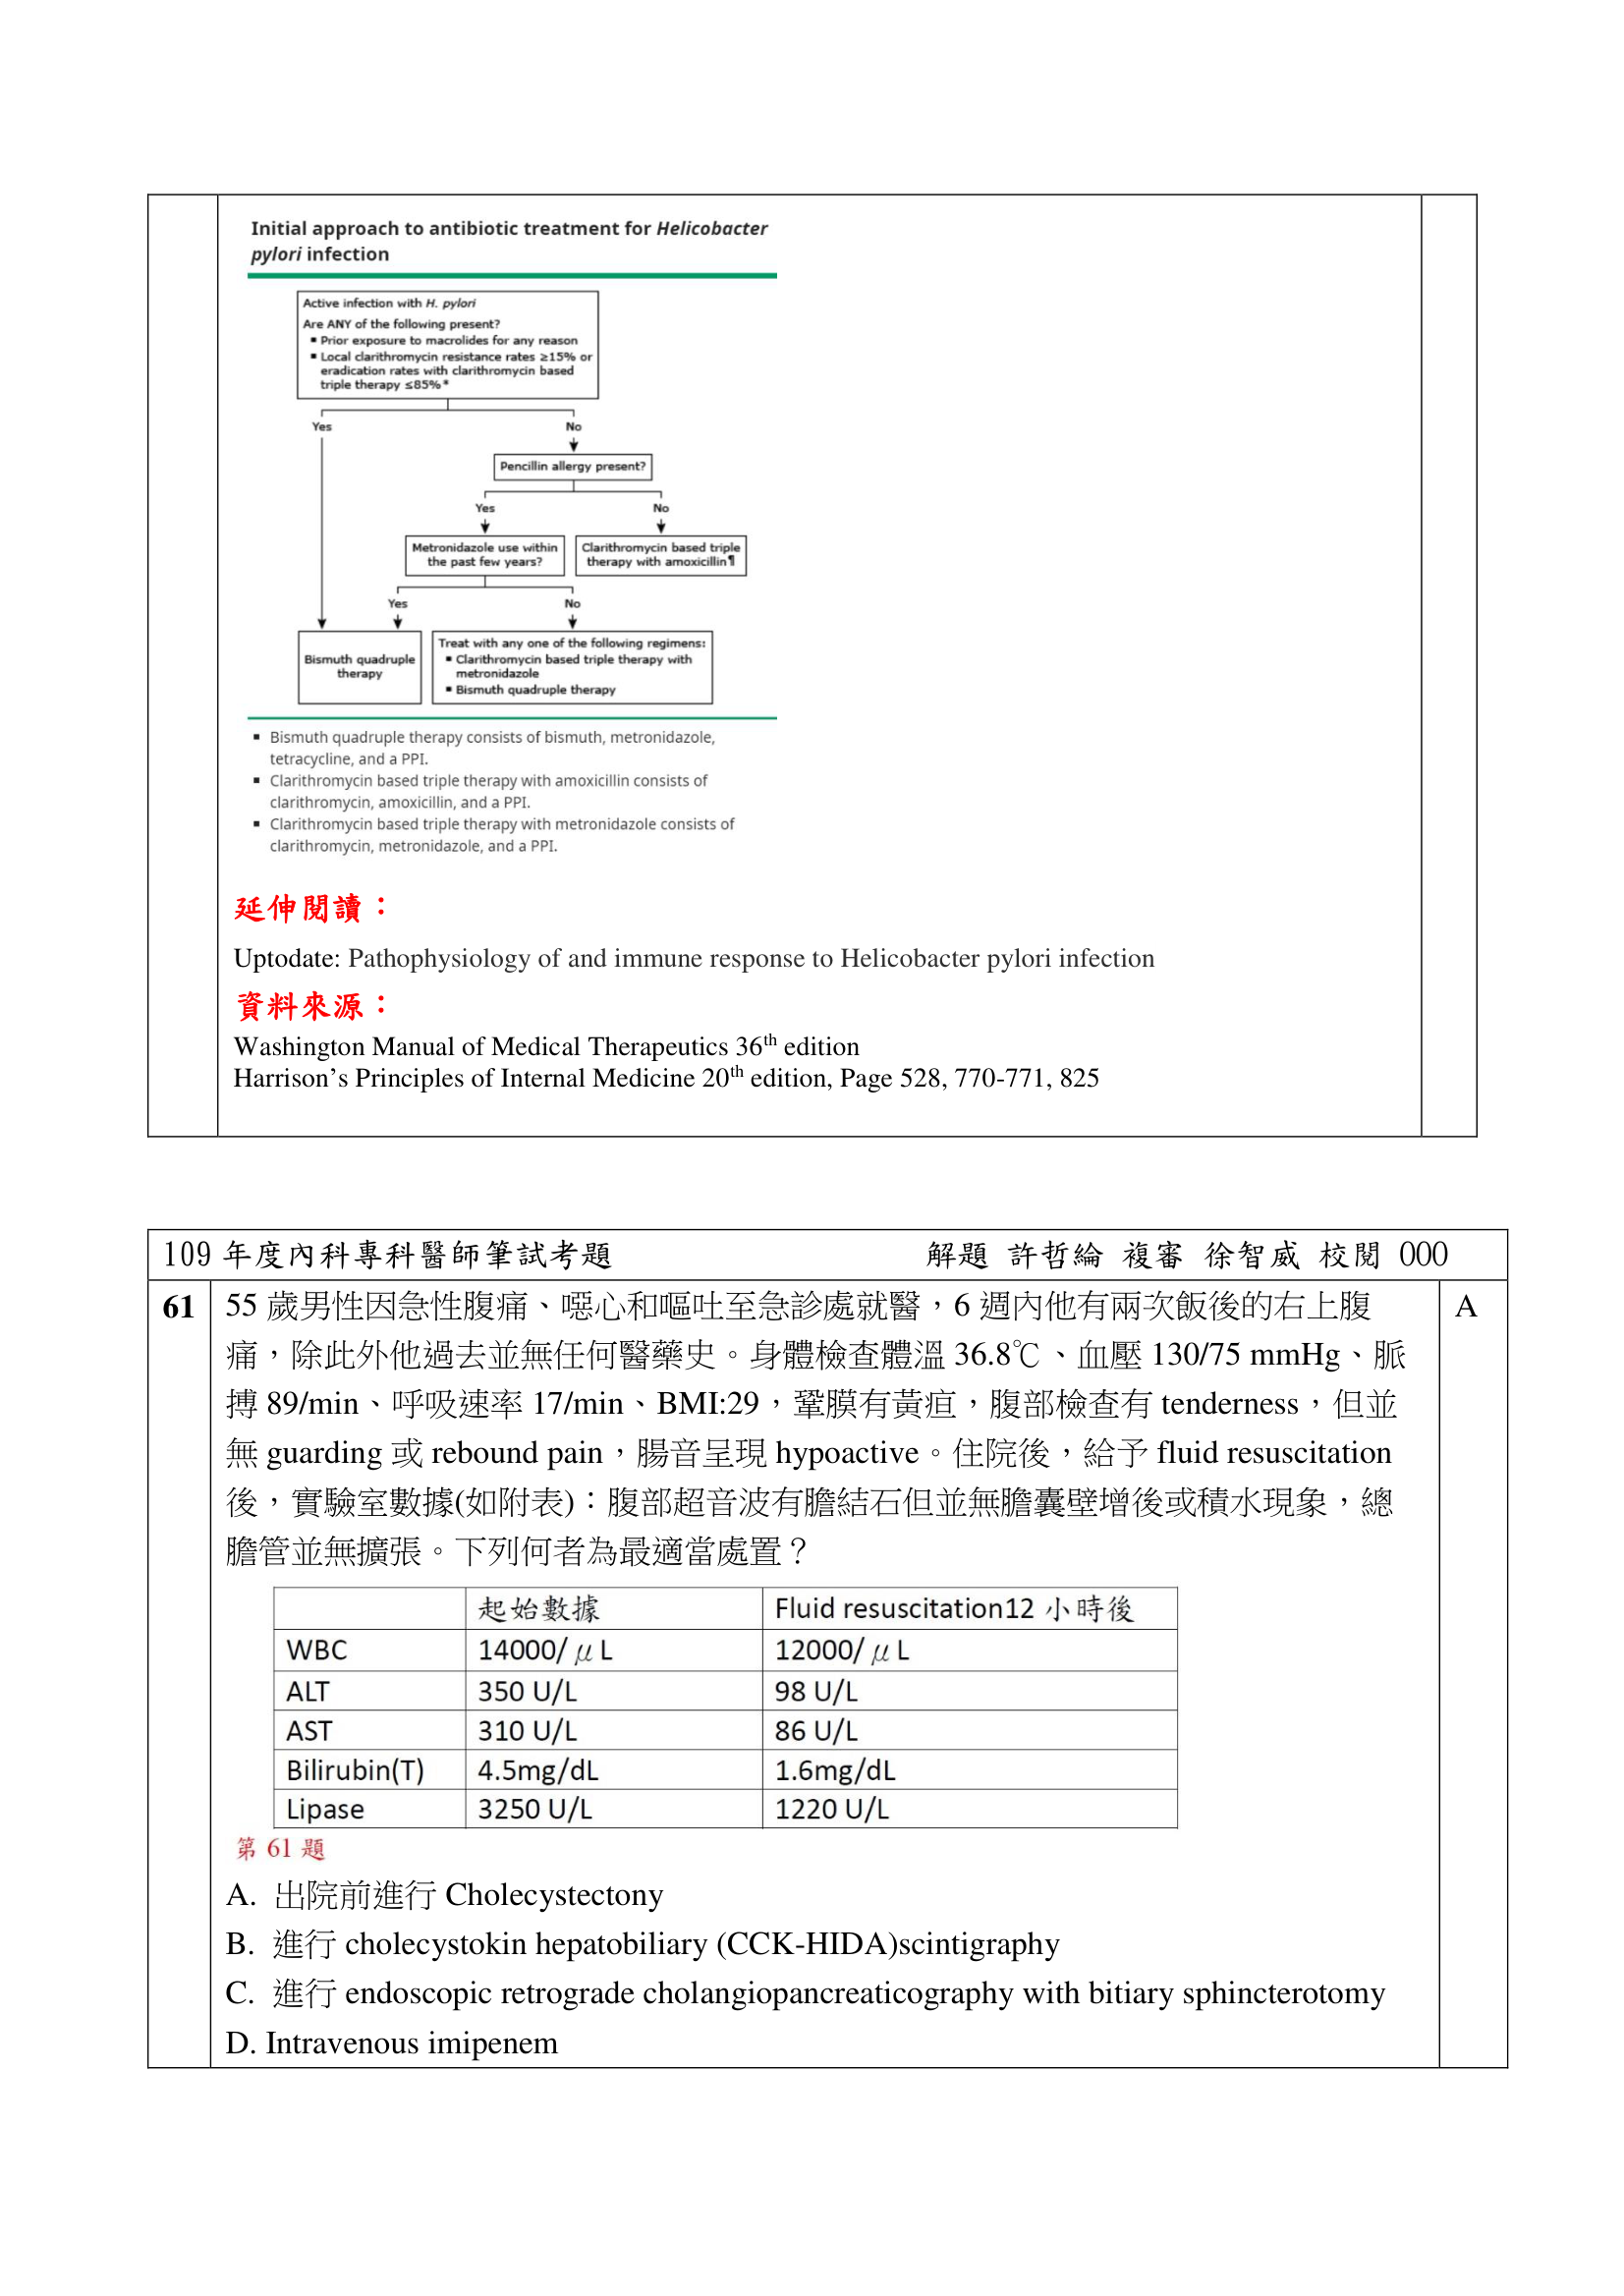 Initial approach to antibiotic treatment for Helicobacter
pylori infection
Active infection with H. pylori
Are ANY of the following present?
▪ Prior exposure to macrolides for any reason
▪ Local clarithromycin resistance rates ≥15% or
eradication rates with clarithromycin based
triple therapy ≤85%*
Yes
No
Pencillin allergy present?
Yes
No
Metronidazole use within
the past few years?
Clarithromycin based triple
therapy with amoxicillin¶
Yes
No
Bismuth quadruple
therapy
Treat with any one of the following regimens:
▪ Clarithromycin based triple therapy with
metronidazole
▪ Bismuth quadruple therapy
▪ Bismuth quadruple therapy consists of bismuth, metronidazole,
tetracycline, and a PPI.
▪ Clarithromycin based triple therapy with amoxicillin consists of
clarithromycin, amoxicillin, and a PPI.
▪ Clarithromycin based triple therapy with metronidazole consists of
clarithromycin, metronidazole, and a PPI.
延伸閱讀：
Uptodate: Pathophysiology of and immune response to Helicobacter pylori infection
資料來源：
Washington Manual of Medical Therapeutics 36th edition
Harrison’s Principles of Internal Medicine 20th edition, Page 528, 770-771, 825
109 年度內科專科醫師筆試考題 解題 許哲綸 複審 徐智威 校閱 000
61 55 歲男性因急性腹痛、噁心和嘔吐至急診處就醫，6 週內他有兩次飯後的右上腹 A
痛，除此外他過去並無任何醫藥史。身體檢查體溫 36.8℃、血壓 130/75 mmHg、脈
搏 89/min、呼吸速率 17/min、BMI:29，鞏膜有黃疸，腹部檢查有 tenderness，但並
無 guarding 或 rebound pain，腸音呈現 hypoactive。住院後，給予 fluid resuscitation
後，實驗室數據(如附表)：腹部超音波有膽結石但並無膽囊壁增後或積水現象，總
膽管並無擴張。下列何者為最適當處置？
起始數據 Fluid resuscitation12 小時後
WBC 14000/μL 12000/μL
ALT 350 U/L 98 U/L
AST 310 U/L 86 U/L
Bilirubin(T) 4.5mg/dL 1.6mg/dL
Lipase 3250 U/L 1220 U/L
第 61 題
A. 出院前進行 Cholecystectony
B. 進行 cholecystokin hepatobiliary (CCK-HIDA)scintigraphy
C. 進行 endoscopic retrograde cholangiopancreaticography with bitiary sphincterotomy
D. Intravenous imipenem